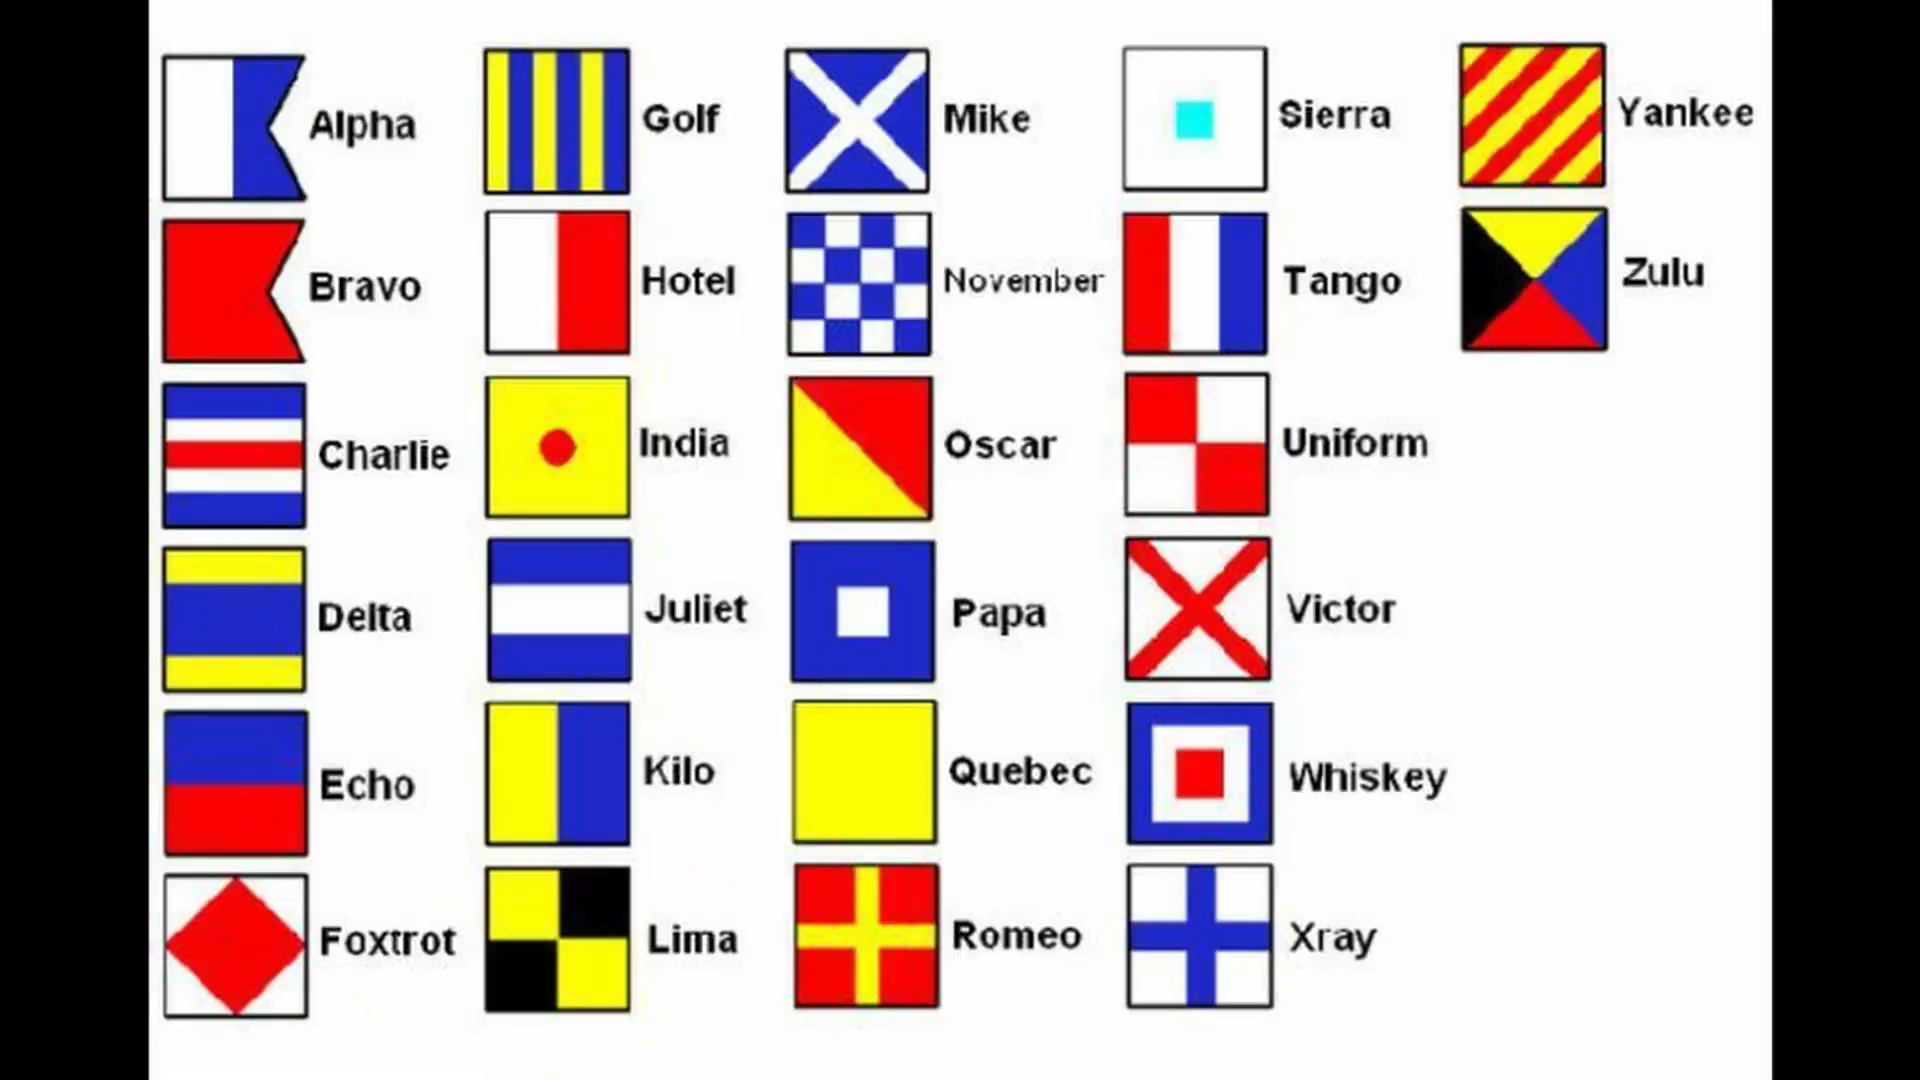 Alpha
Bravo
Charlie
Delta
Echo
Foxtrot
Golf
Hotel
India
Juliet
Kilo
Lima
Mike
November
Oscar
Papa
Quebec
Romeo
Sierra
Tango
Uniform
Victor
Whiskey
Xray
Yankee
Zulu